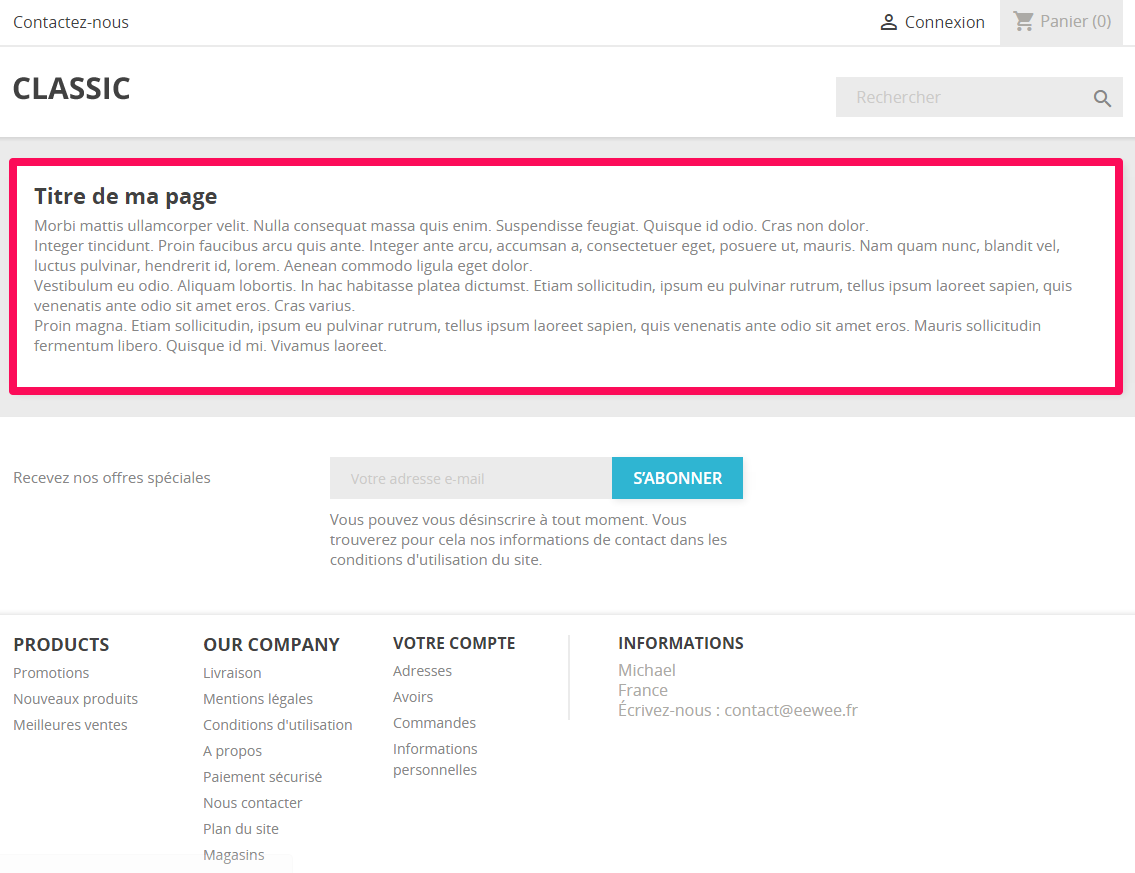 Contactez-nous
Connexion
Panier (0)
CLASSIC
Rechercher
Titre de ma page
Morbi mattis ullamcorper velit. Nulla consequat massa quis enim. Suspendisse feugiat. Quisque id odio. Cras non dolor.
Integer tincidunt. Proin faucibus arcu quis ante. Integer ante arcu, accumsan a, consectetuer eget, posuere ut, mauris. Nam quam nunc, blandit vel,
luctus pulvinar, hendrerit id, lorem. Aenean commodo ligula eget dolor.
Vestibulum eu odio. Aliquam lobortis. In hac habitasse platea dictumst. Etiam sollicitudin, ipsum eu pulvinar rutrum, tellus ipsum laoreet sapien, quis
venenatis ante odio sit amet eros. Cras varius.
Proin magna. Etiam sollicitudin, ipsum eu pulvinar rutrum, tellus ipsum laoreet sapien, quis venenatis ante odio sit amet eros. Mauris sollicitudin
fermentum libero. Quisque id mi. Vivamus laoreet.
Recevez nos offres spéciales
Votre adresse e-mail
S'ABONNER
Vous pouvez vous désinscrire à tout moment. Vous
trouverez pour cela nos informations de contact dans les
conditions d'utilisation du site.
PRODUCTS
Promotions
Nouveaux produits
Meilleures ventes
OUR COMPANY
Livraison
Mentions légales
Conditions d'utilisation
A propos
Paiement sécurisé
Nous contacter
Plan du site
Magasins
VOTRE COMPTE
Adresses
Avoirs
Commandes
Informations
personnelles
INFORMATIONS
Michael
France
Écrivez-nous : contact@eewee.fr